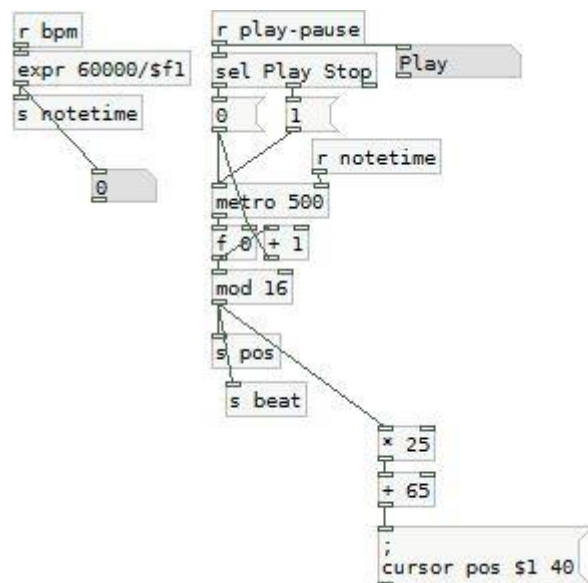 r bpm
expr 60000/$f1
s notetime
0
r play-pause
Play
sel Play Stop
0
1
r notetime
metro 500
f 0
+ 1
mod 16
s pos
s beat
* 25
+ 65
;
cursor pos $1 40